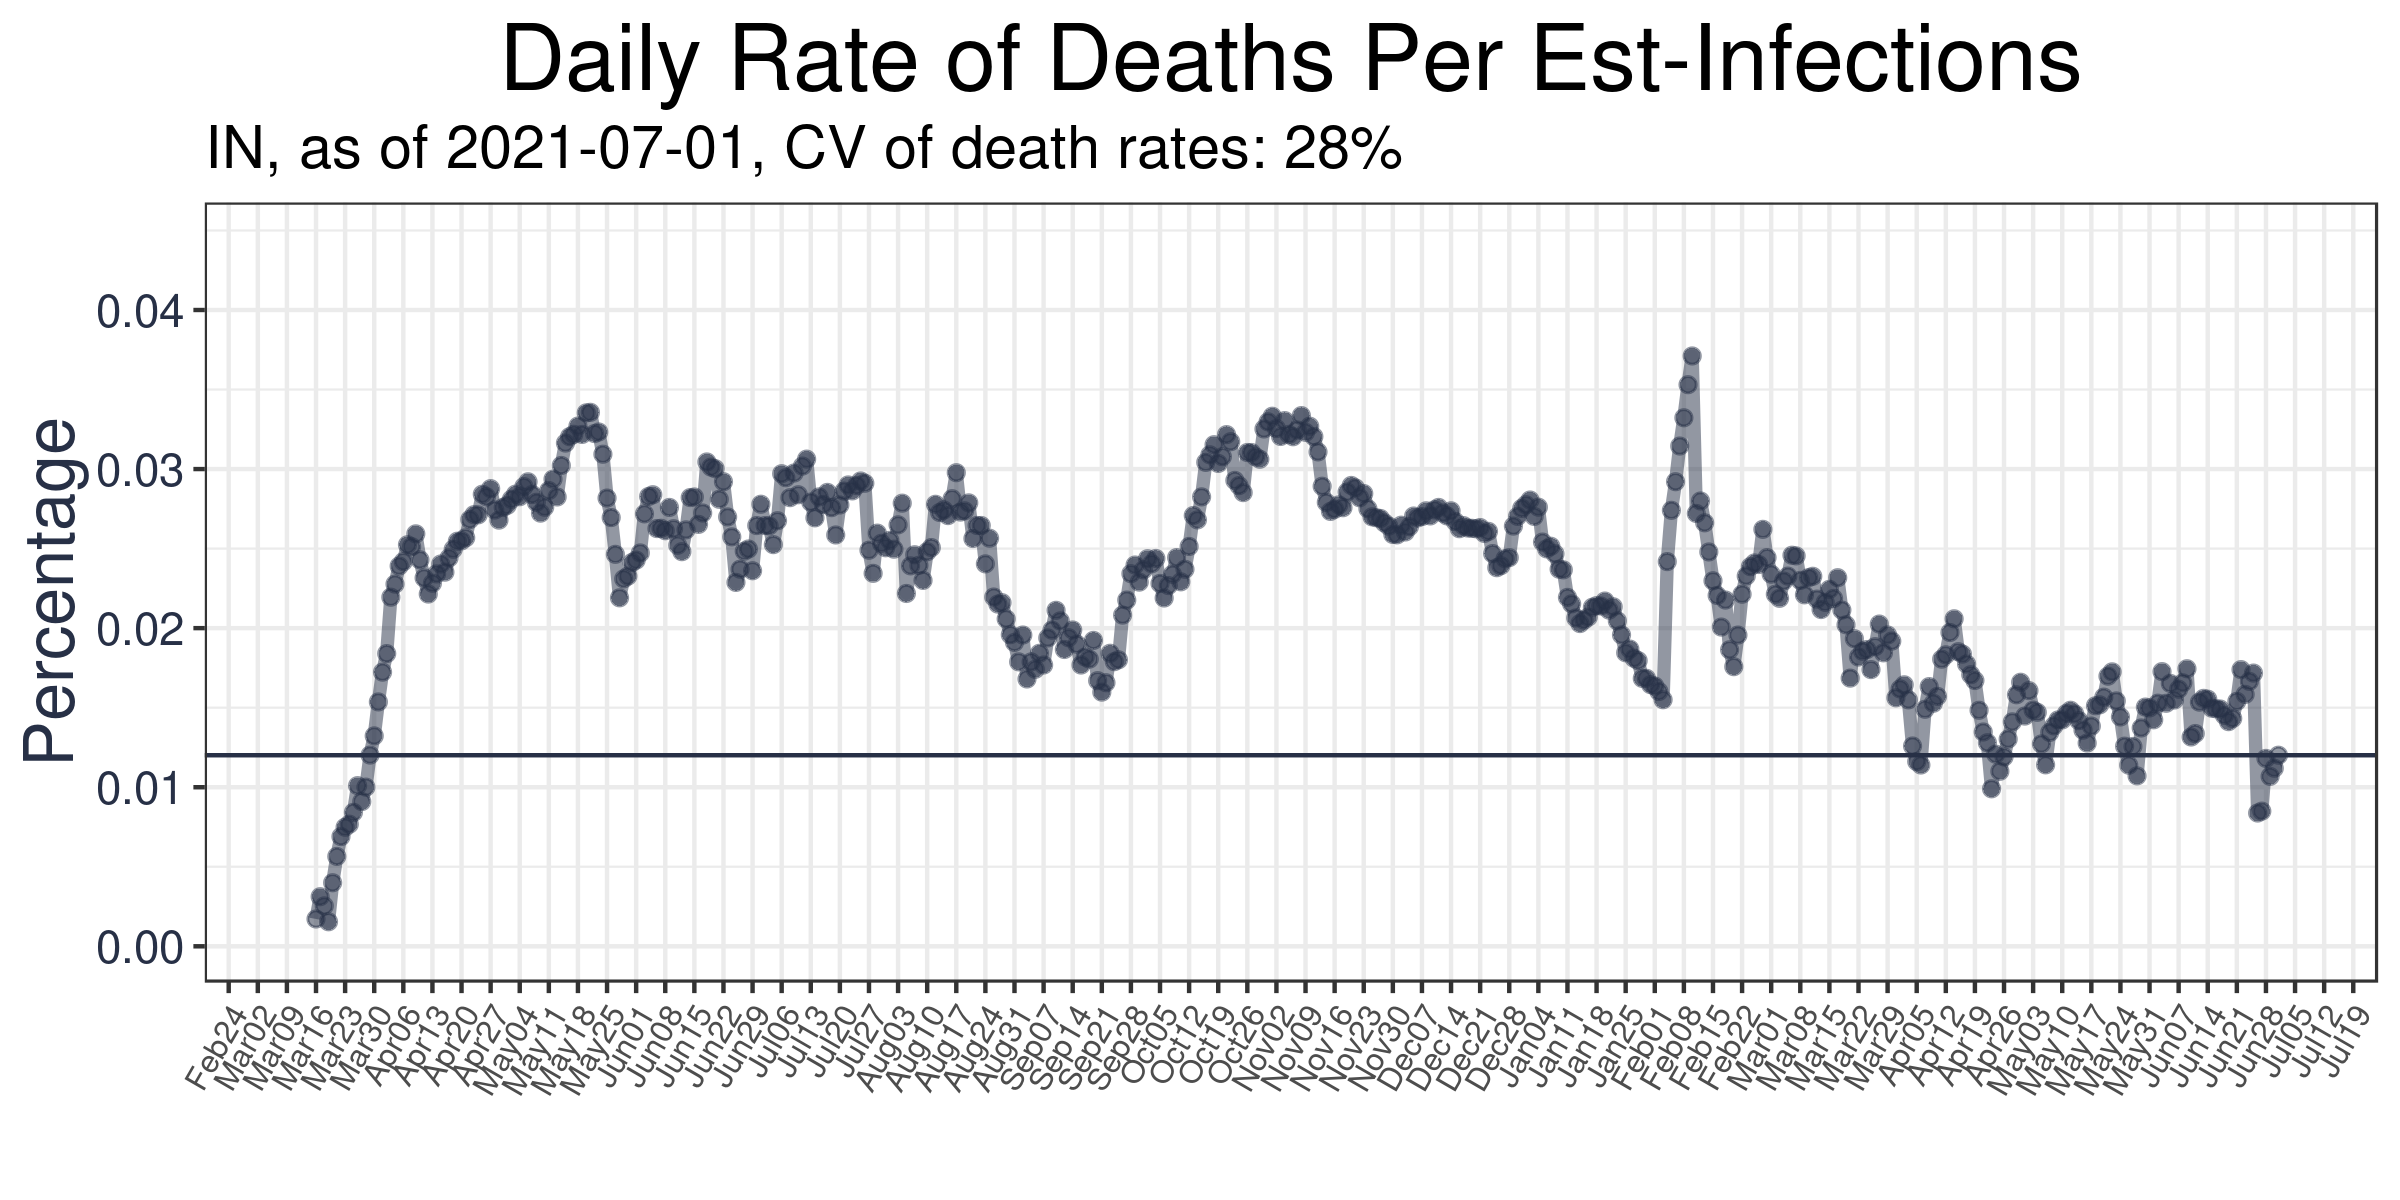 Daily Rate of Deaths Per Est-Infections
IN, as of 2021-07-01, CV of death rates: 28%
Percentage
0.04
0.03
0.02
0.01
0.00
Feb24
Mar02
Mar09
Mar16
Mar23
Mar30
Apr06
Apr13
Apr20
Apr27
May04
May11
May18
May25
Jun01
Jun08
Jun15
Jun22
Jun29
Jul06
Jul13
Jul20
Jul27
Aug03
Aug10
Aug17
Aug24
Aug31
Sep07
Sep14
Sep21
Sep28
Oct05
Oct12
Oct19
Oct26
Nov02
Nov09
Nov16
Nov23
Nov30
Dec07
Dec14
Dec21
Dec28
Jan04
Jan11
Jan18
Jan25
Feb01
Feb08
Feb15
Feb22
Mar01
Mar08
Mar15
Mar22
Mar29
Apr05
Apr12
Apr19
Apr26
May03
May10
May17
May24
May31
Jun07
Jun14
Jun21
Jun28
Jul05
Jul12
Jul19